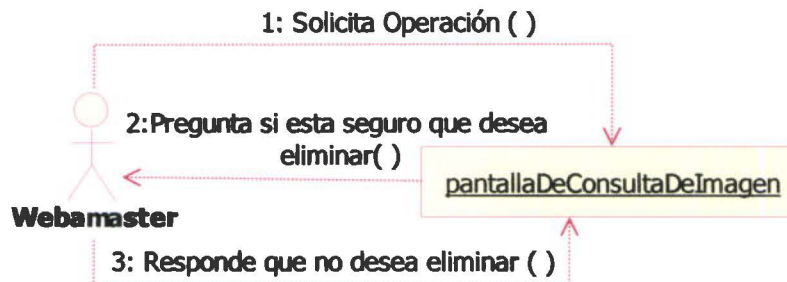 1: Solicita Operación ( )
2:Pregunta si esta seguro que desea
eliminar( )
pantallaDeConsultaDeImagen
Webamaster
3: Responde que no desea eliminar ( )